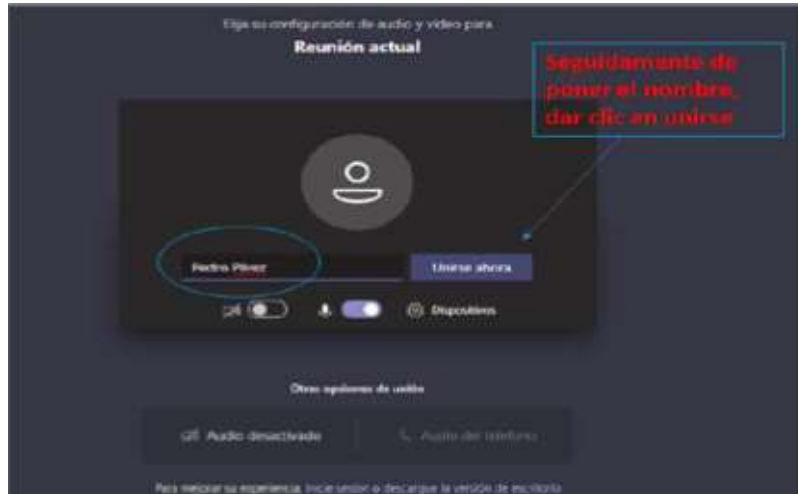 Elija su configuración de audio y vídeo para
Reunión actual
Seguidamente de
poner el nombre,
dar clic en unirse
Pedro Pérez
Unirse ahora
Dispositivos
Otras opciones de unión
Audio desactivado
Audio del teléfono
Para mejorar su experiencia, inicie sesión o descargue la versión de escritorio